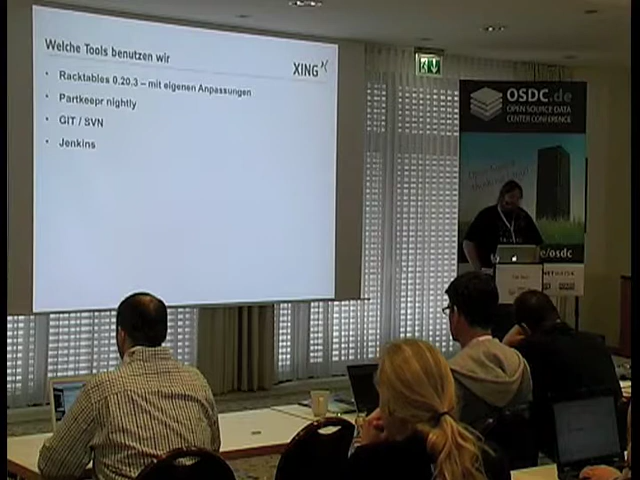 Welche Tools benutzen wir
XING
Racktables 0.20.3 – mit eigenen Anpassungen
Partkeepr nightly
GIT / SVN
Jenkins
OSDC.de
OPEN SOURCE DATA
CENTER CONFERENCE
e/osdc